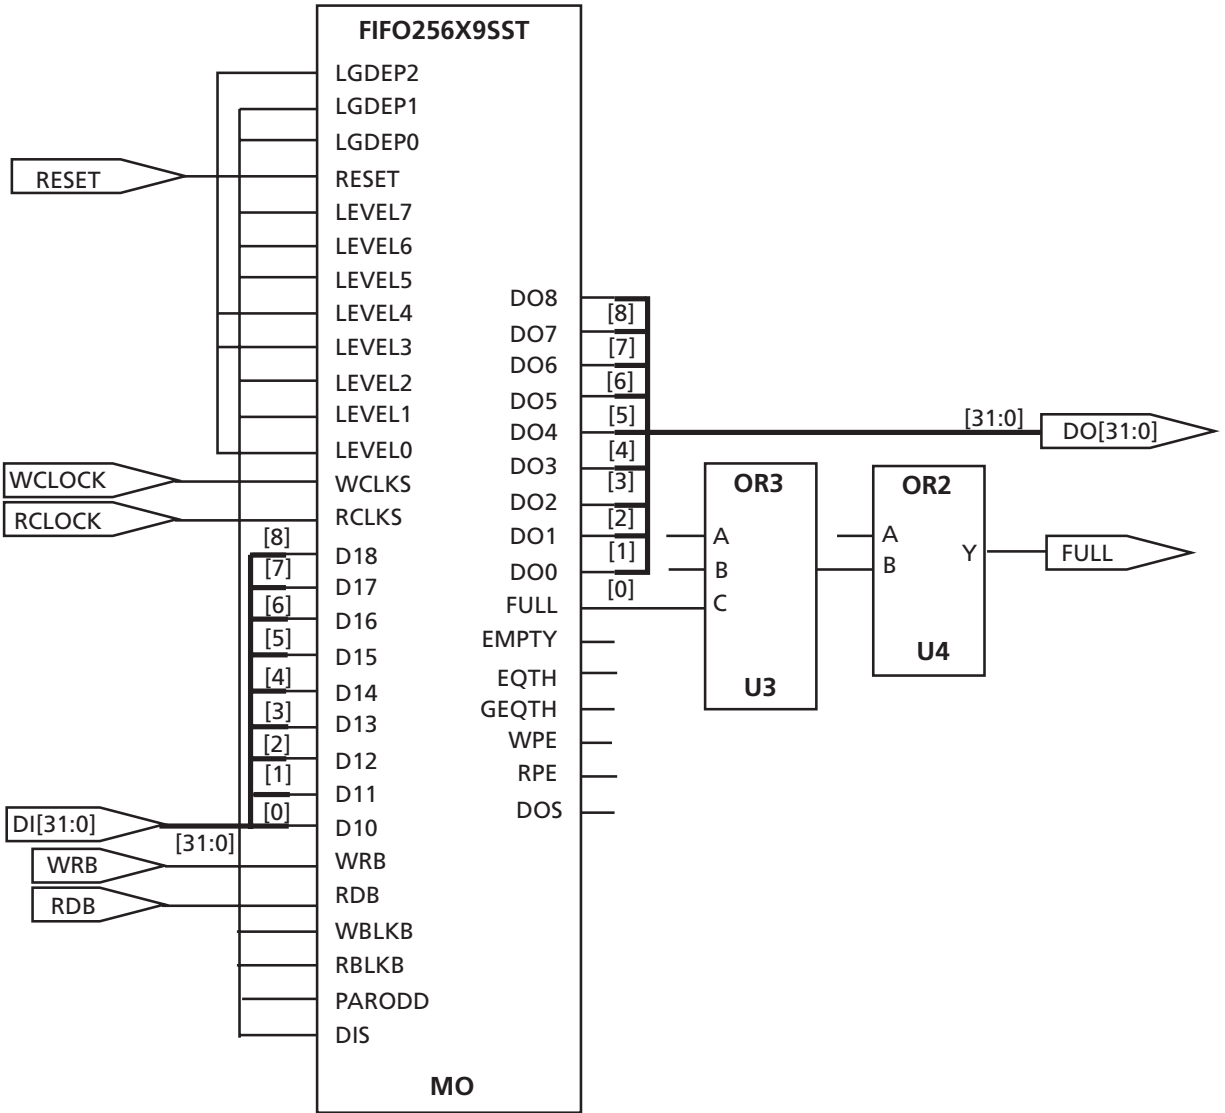 FIFO256X9SST
LGDEP2
LGDEP1
LGDEP0
RESET
RESET
LEVEL7
LEVEL6
LEVEL5
LEVEL4
LEVEL3
LEVEL2
LEVEL1
LEVEL0
WCLOCK
WCLKS
RCLOCK
RCLKS
[8]
D18
[7]
D17
[6]
D16
[5]
D15
[4]
D14
[3]
D13
[2]
D12
[1]
D11
[0]
D10
DI[31:0]
[31:0]
WRB
WRB
RDB
RDB
WBLKB
RBLKB
PARODD
DIS
MO
DO8
[8]
DO7
[7]
DO6
[6]
DO5
[5]
DO4
[4]
DO3
[3]
DO2
[2]
DO1
[1]
DO0
[0]
FULL
EMPTY
EQTH
GEQTH
WPE
RPE
DOS
[31:0]
DO[31:0]
OR3
A
B
C
U3
OR2
A
B
Y
U4
FULL